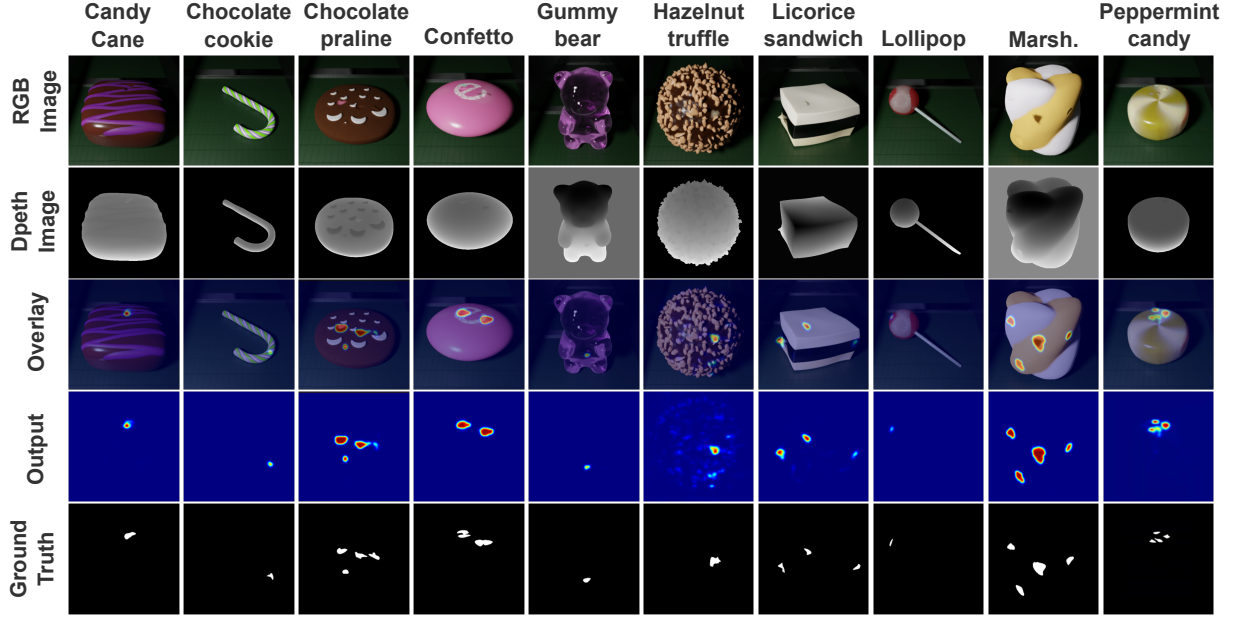 Candy
Cane
Chocolate
cookie
Chocolate
praline
Confetto
Gummy
bear
Hazelnut
truffle
Licorice
sandwich
Lollipop
Marsh.
Peppermint
candy
RGB
Image
Dpeth
Image
Overlay
Output
Ground
Truth